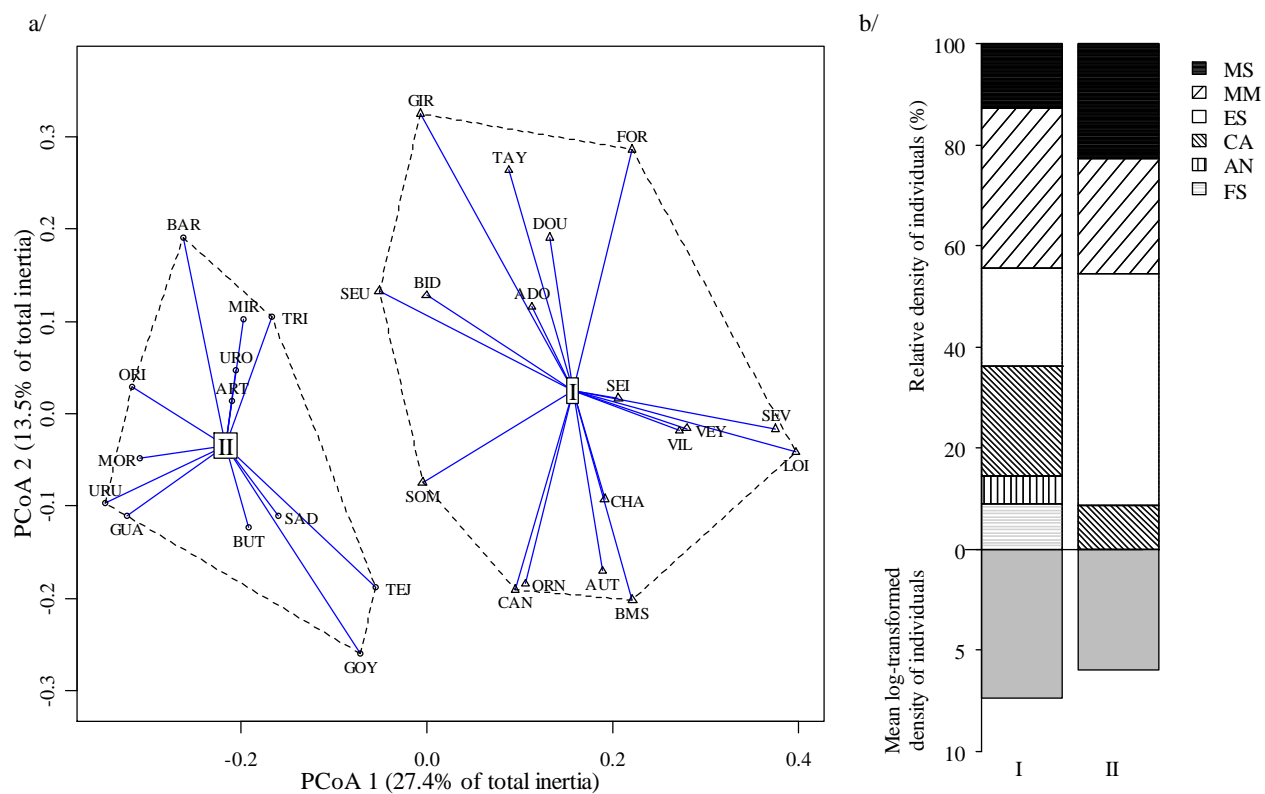 a/
GIR
FOR
TAY
DOU
BAR
SEU
BID
ADO
MIR
TRI
URO
ORI
ART
SEI
SEV
I
II
VEY
VIL
MOR
LOI
URU
SOM
CHA
GUA
SAD
BUT
TEJ
CAN
ORN
AUT
BMS
GOY
0.3
0.2
0.1
0.0
-0.1
-0.2
-0.3
PCoA 2 (13.5% of total inertia)
-0.2
0.0
0.2
0.4
PCoA 1 (27.4% of total inertia)
b/
100
80
60
40
20
0
5
10
Relative density of individuals (%)
Mean log-transformed
density of individuals
I
II
MS
MM
ES
CA
AN
FS